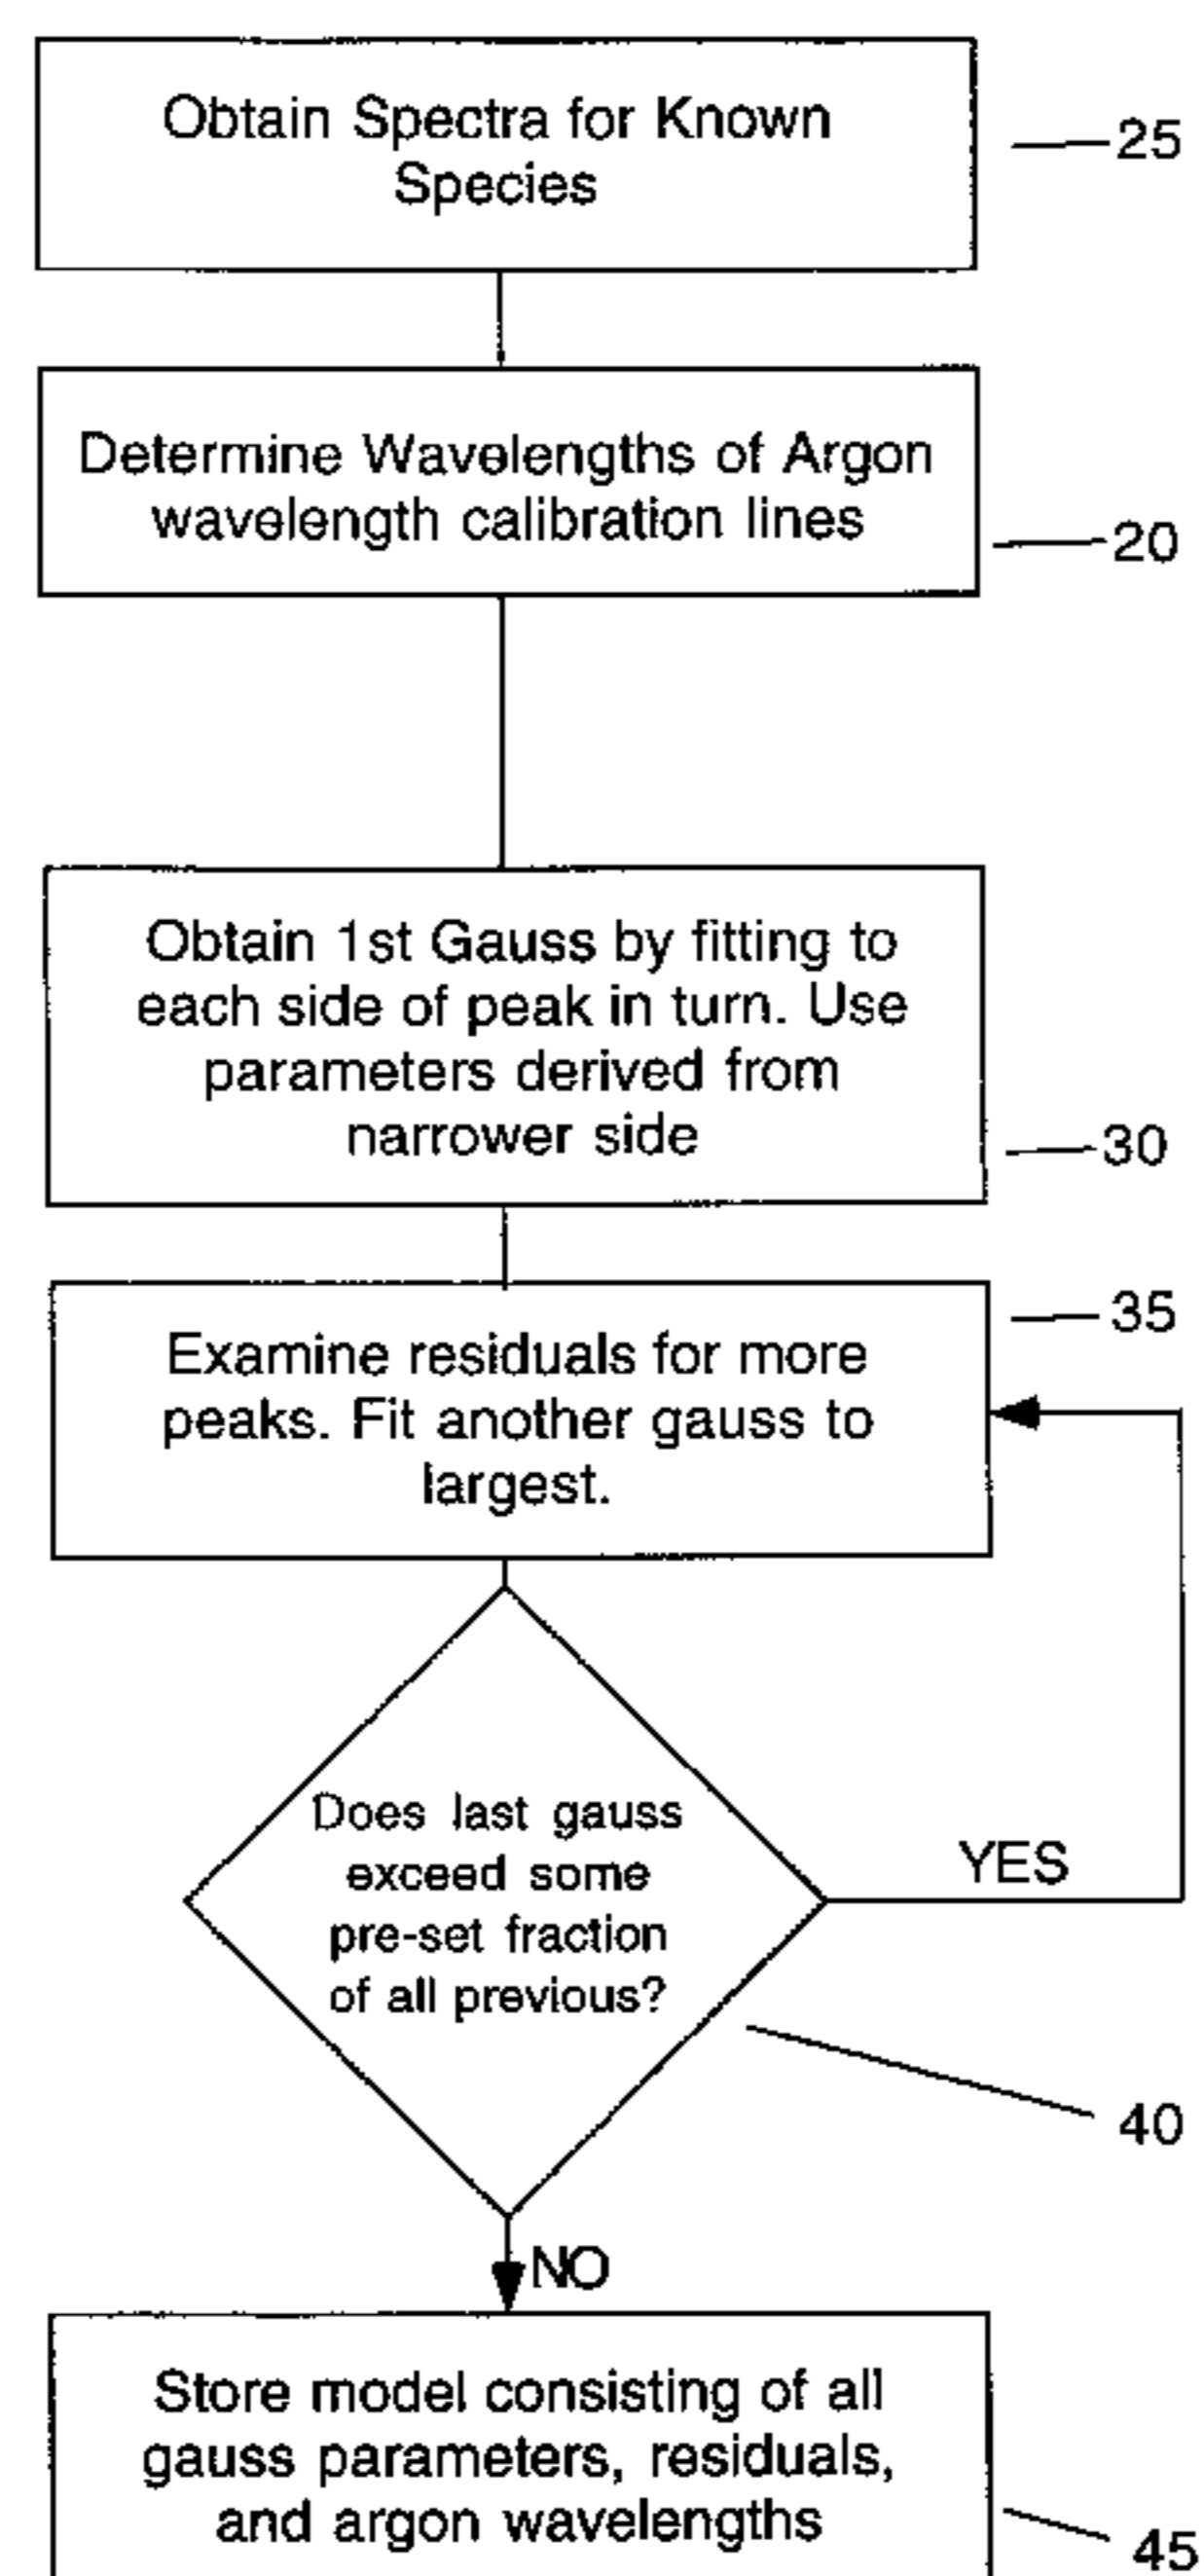 Obtain Spectra for Known
Species
25
Determine Wavelengths of Argon
wavelength calibration lines
20
Obtain 1st Gauss by fitting to
each side of peak in turn. Use
parameters derived from
narrower side
30
35
Examine residuals for more
peaks. Fit another gauss to
largest.
Does last gauss
exceed some
pre-set fraction
of all previous?
YES
40
NO
Store model consisting of all
gauss parameters, residuals,
and argon wavelengths
45